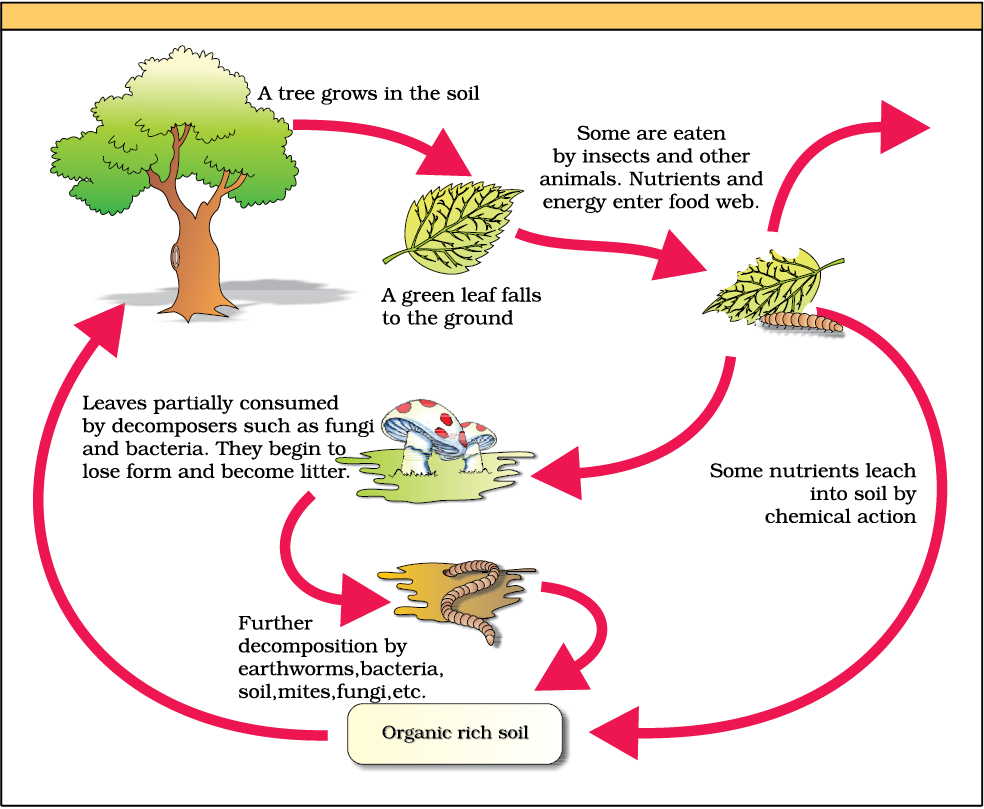 A tree grows in the soil
Some are eaten
by insects and other
animals. Nutrients and
energy enter food web.
A green leaf falls
to the ground
Leaves partially consumed
by decomposers such as fungi
and bacteria. They begin to
lose form and become litter.
Some nutrients leach
into soil by
chemical action
Further
decomposition by
earthworms,bacteria,
soil,mites,fungi,etc.
Organic rich soil